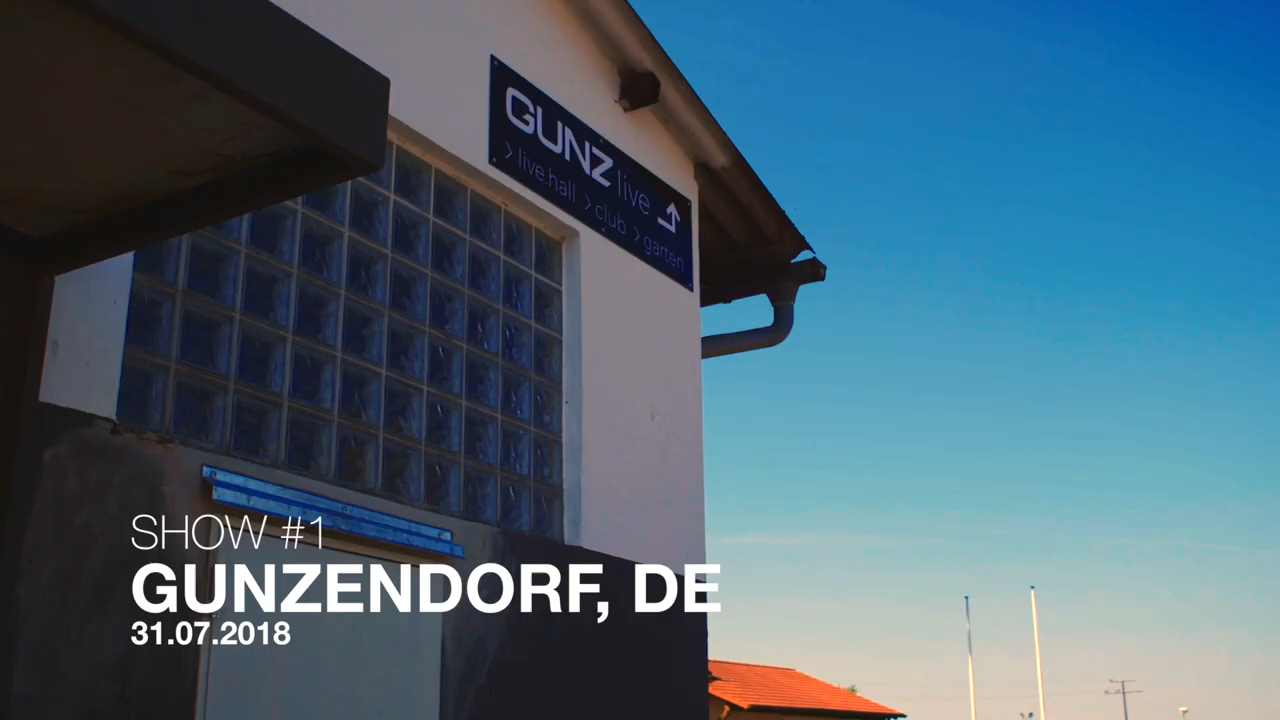 GUNZ live
> live.hall > club > garten
SHOW #1
GUNZENDORF, DE
31.07.2018